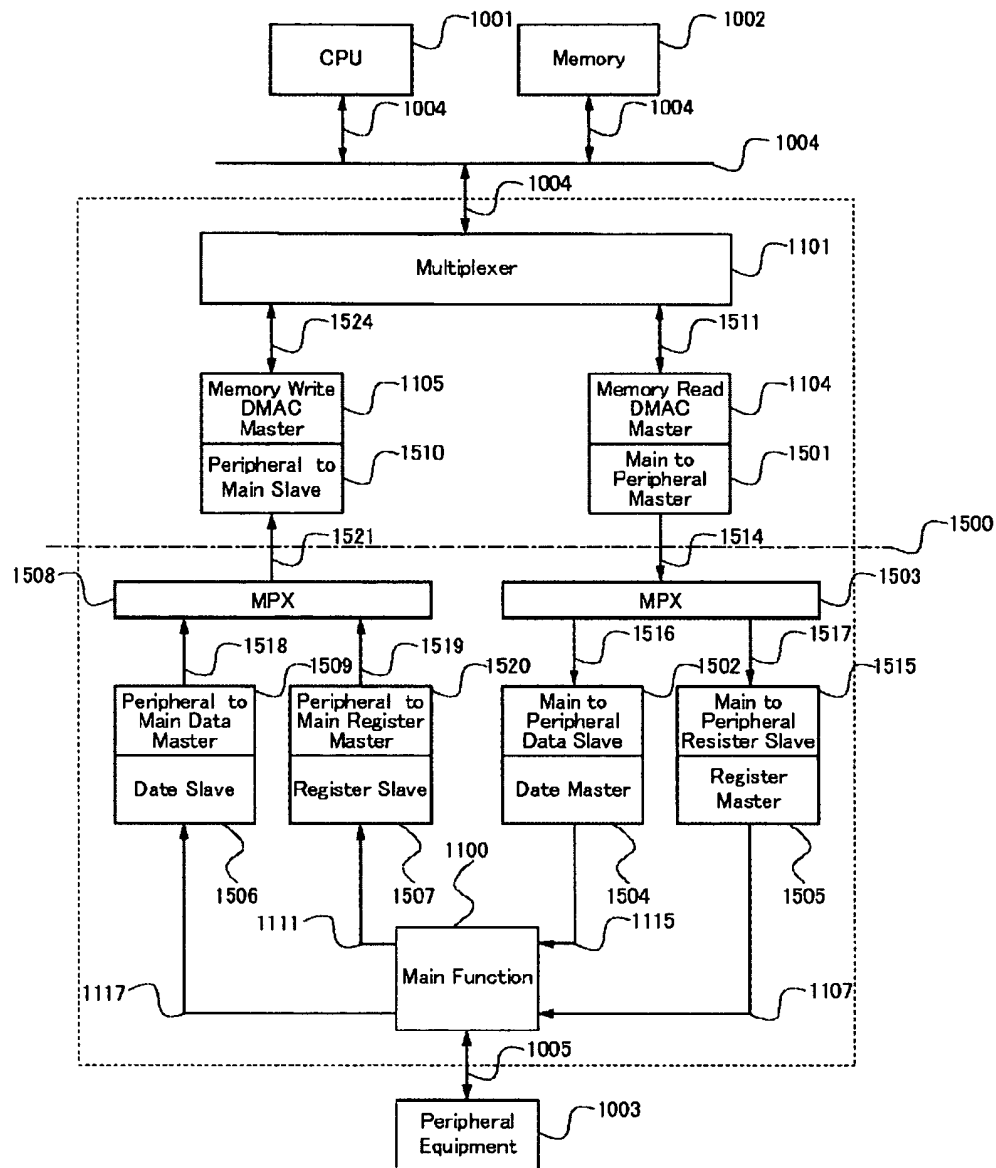 1001
1002
CPU
Memory
1004
1004
1004
1004
Multiplexer
1101
1524
1511
Memory Write
DMAC
Master
1105
Memory Read
DMAC
Master
1104
Peripheral to
Main Slave
1510
Main to
Peripheral
Master
1501
1500
1521
1514
1508
MPX
MPX
1503
1518
1519
1516
1517
1509
1520
1502
1515
Peripheral to
Main Data
Master
Peripheral to
Main Register
Master
Main to
Peripheral
Data Slave
Main to
Peripheral
Resister Slave
Date Slave
Register Slave
Date Master
Register
Master
1506
1507
1100
1504
1505
1111
1115
Main Function
1117
1107
1005
Peripheral
Equipment
1003